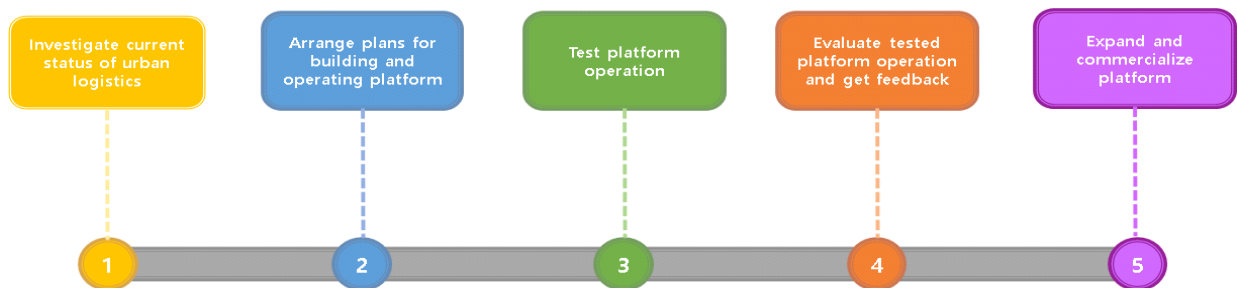 Investigate current
status of urban
logistics
Arrange plans for
building and
operating platform
Test platform
operation
Evaluate tested
platform operation
and get feedback
Expand and
commercialize
platform
1
2
3
4
5